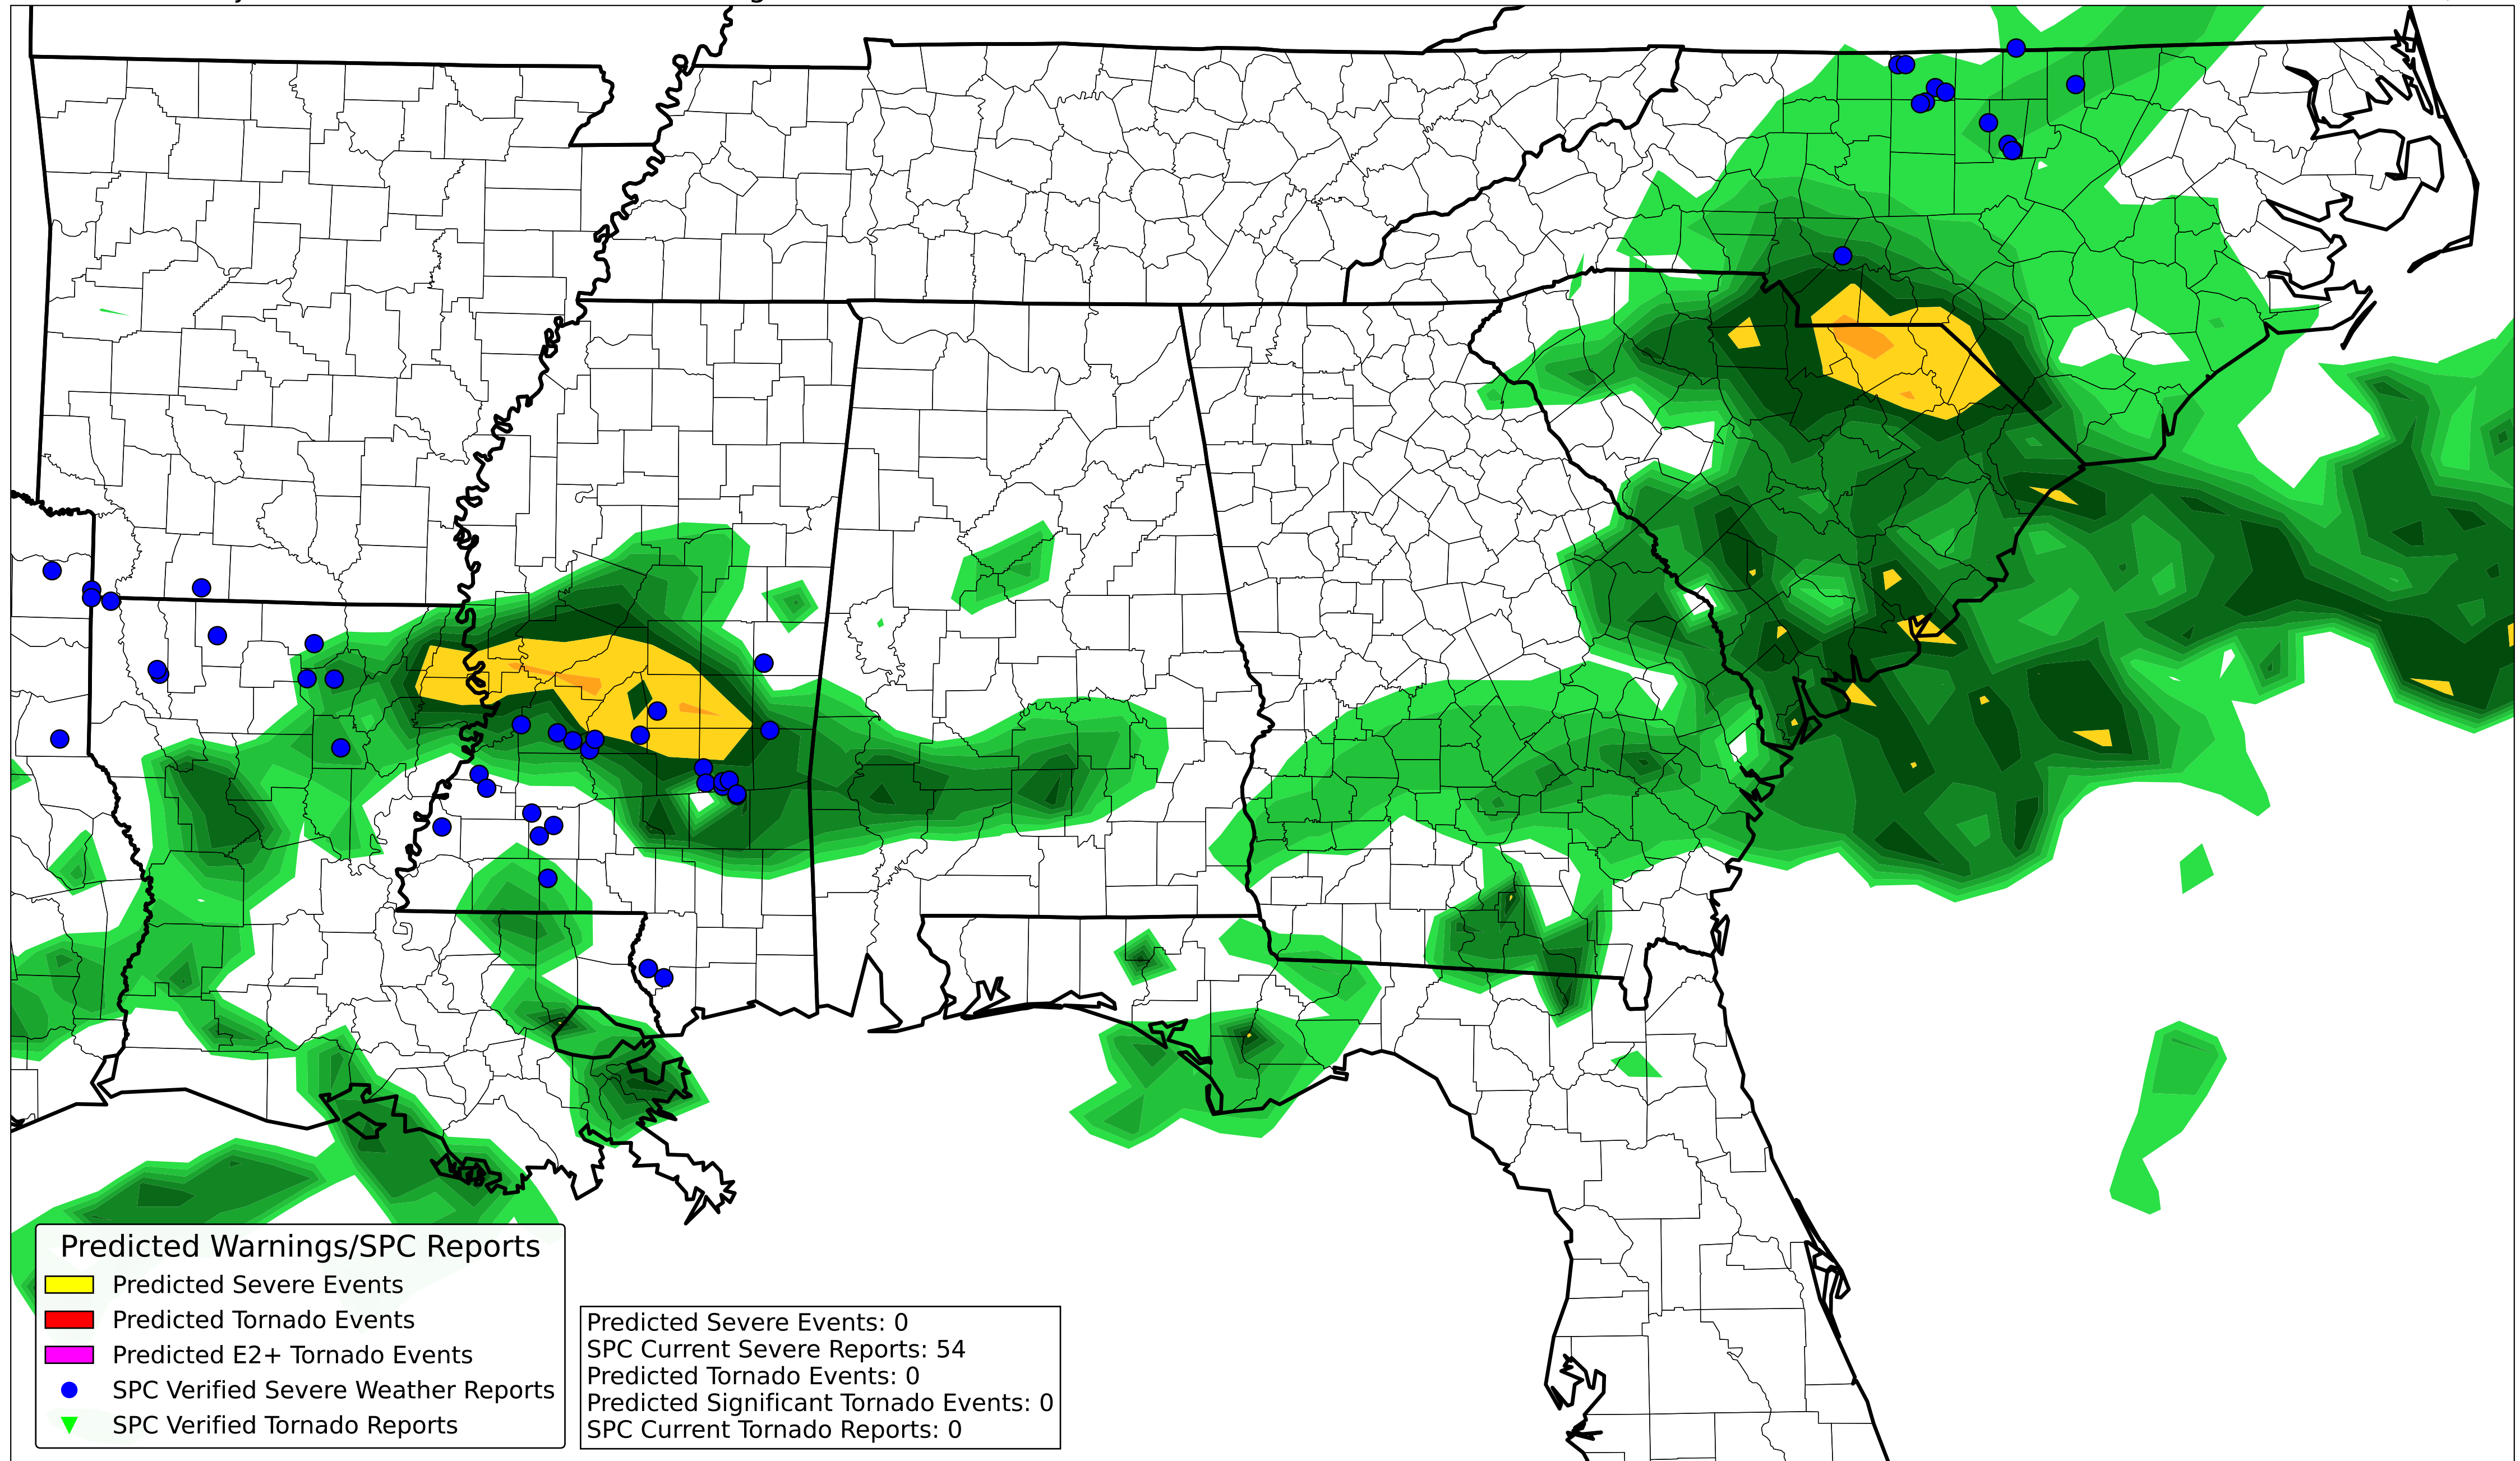 Predicted Warnings/SPC Reports
Predicted Severe Events
Predicted Tornado Events
Predicted E2+ Tornado Events
SPC Verified Severe Weather Reports
SPC Verified Tornado Reports
Predicted Severe Events: 0
SPC Current Severe Reports: 54
Predicted Tornado Events: 0
Predicted Significant Tornado Events: 0
SPC Current Tornado Reports: 0